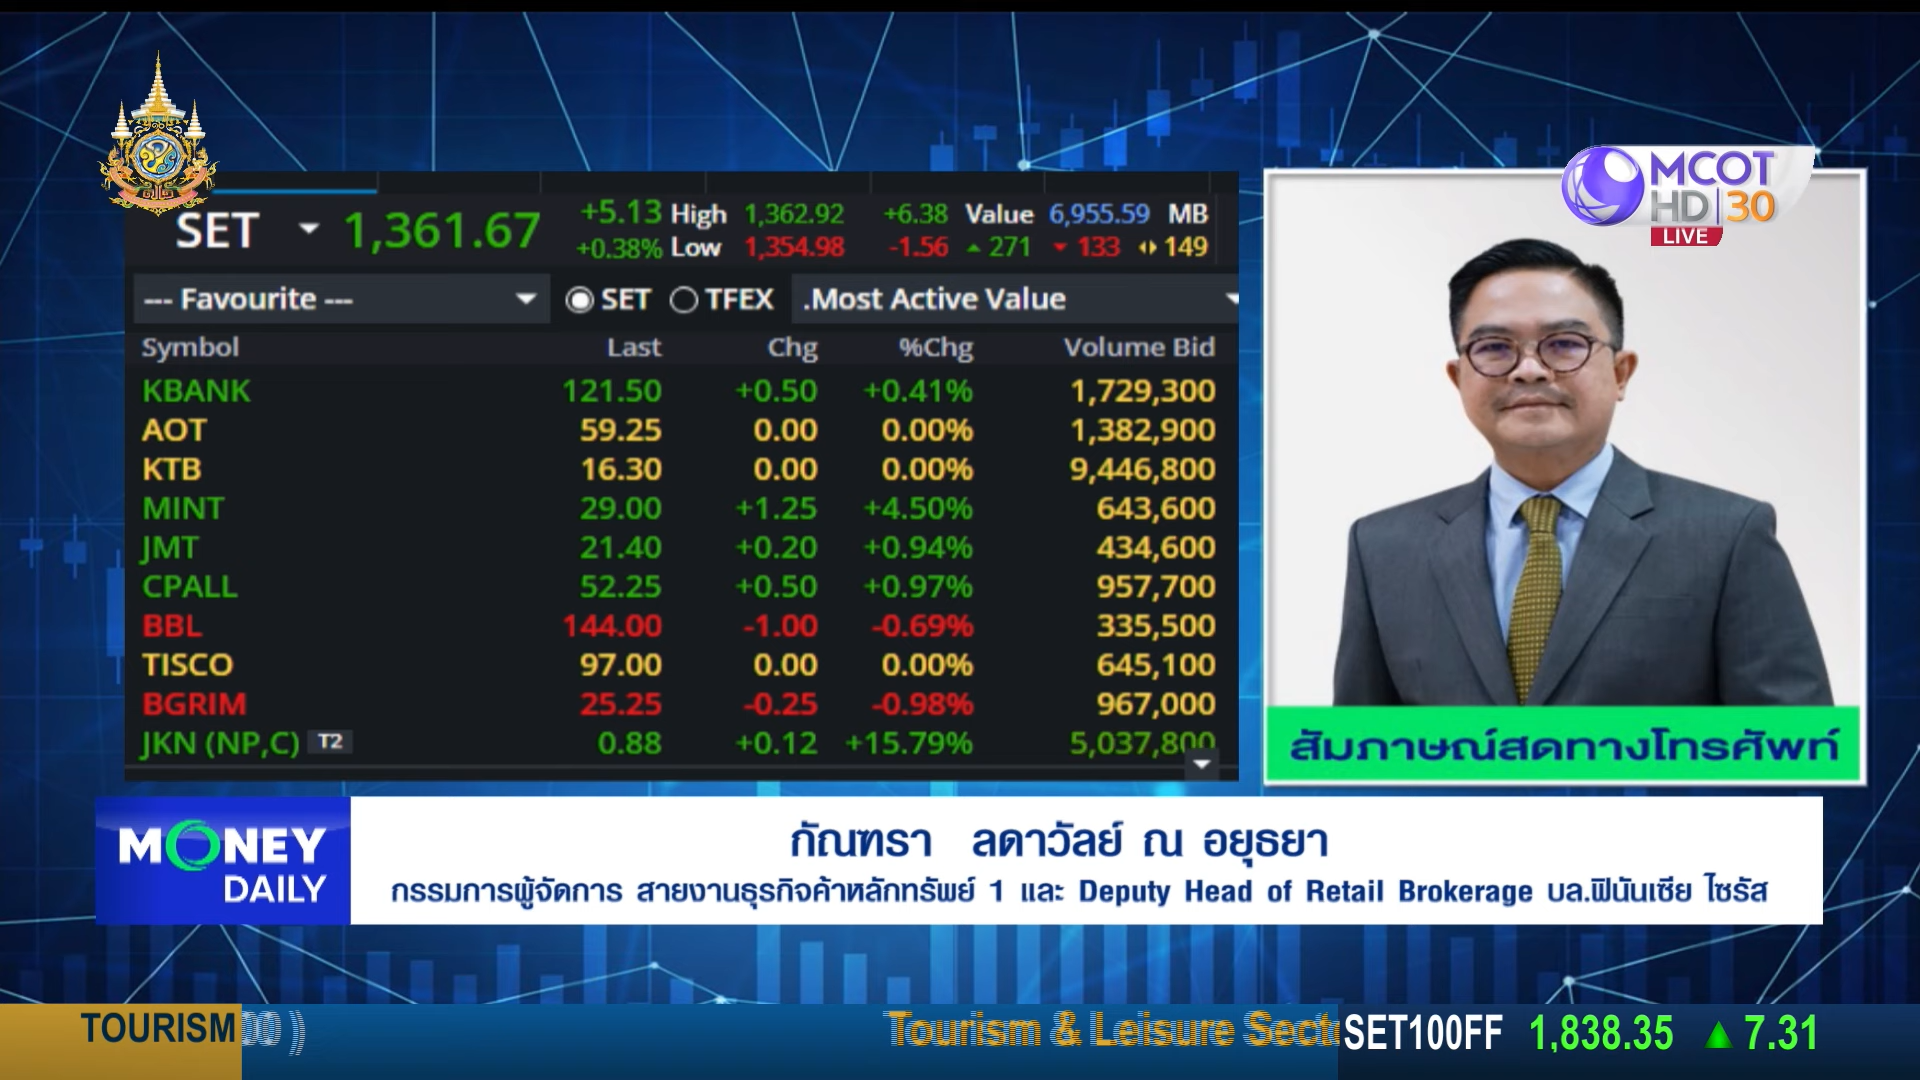 MCOT
HD 30
LIVE
SET 1,361.67 +5.13 High 1,362.92 +6.38 Value 6,955.59 MB
+0.38% Low 1,354.98 -1.56 271 133 149
--- Favourite --- SET TFEX .Most Active Value
Symbol Last Chg %Chg Volume Bid
KBANK 121.50 +0.50 +0.41% 1,729,300
AOT 59.25 0.00 0.00% 1,382,900
KTB 16.30 0.00 0.00% 9,446,800
MINT 29.00 +1.25 +4.50% 643,600
JMT 21.40 +0.20 +0.94% 434,600
CPALL 52.25 +0.50 +0.97% 957,700
BBL 144.00 -1.00 -0.69% 335,500
TISCO 97.00 0.00 0.00% 645,100
BGRIM 25.25 -0.25 -0.98% 967,000
JKN (NP,C) T2 0.88 +0.12 +15.79% 5,037,800
สัมภาษณ์สดทางโทรศัพท์
MONEY
DAILY
กัณฑรา ลดาวัลย์ ณ อยุธยา
กรรมการผู้จัดการ สายงานธุรกิจค้าหลักทรัพย์ 1 และ Deputy Head of Retail Brokerage บล.ฟินันเซีย ไซรัส
TOURISM 00 )) Tourism & Leisure Sect SET100FF 1,838.35 ▲ 7.31